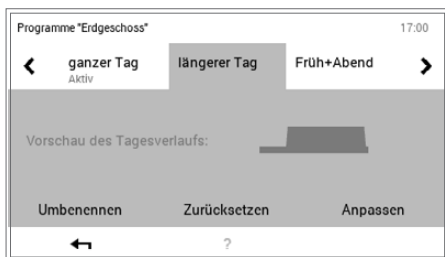 Programme "Erdgeschoss" 17:00
ganzer Tag längerer Tag Früh+Abend
Aktiv
Vorschau des Tagesverlaufs:
Umbenennen Zurücksetzen Anpassen
?